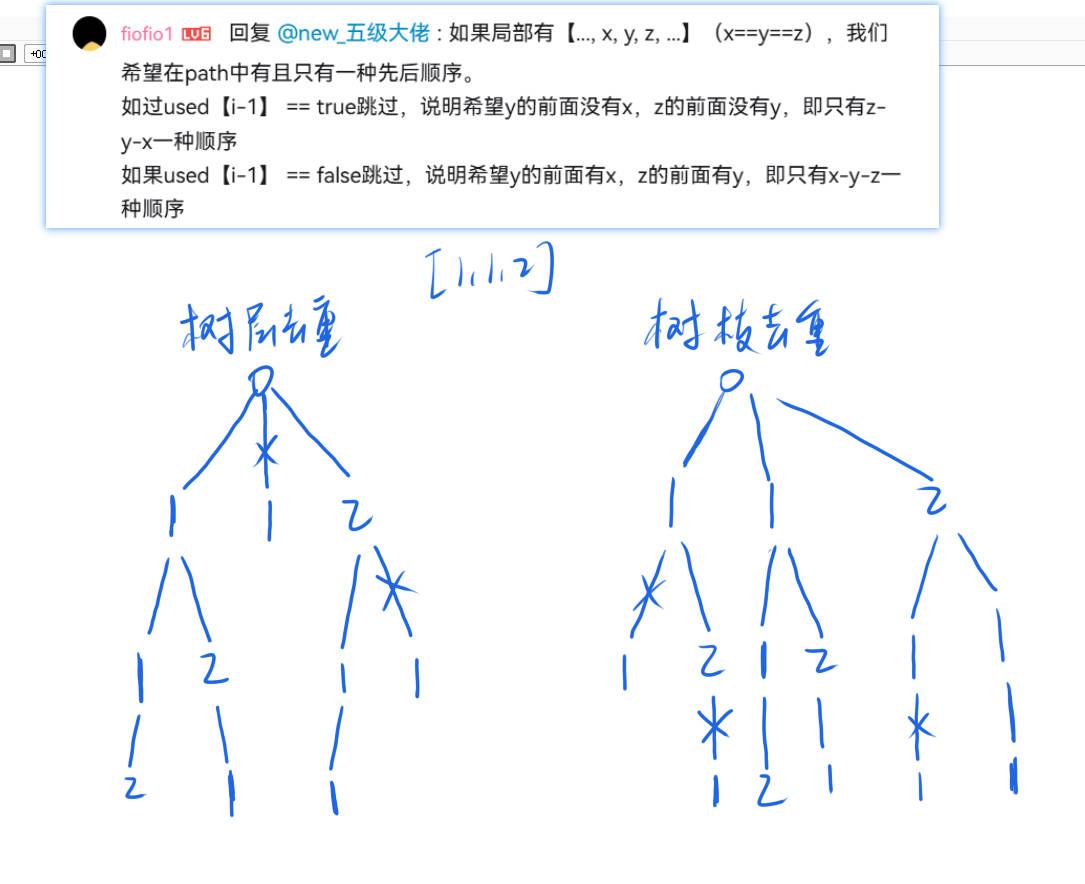 +00
fiofio1 LV6 回复 @new_五级大佬 : 如果局部有【..., x, y, z, ...】（x==y==z），我们
希望在path中有且只有一种先后顺序。
如过used【i-1】 == true跳过，说明希望y的前面没有x，z的前面没有y，即只有z-
y-x一种顺序
如果used【i-1】 == false跳过，说明希望y的前面有x，z的前面有y，即只有x-y-z一
种顺序
[1,1,2]
树层去重 树枝去重
1 1 2 1 1 2
1 2 1 1 1 2 1 2 1 1
2 1 1 1 2 1 1 1